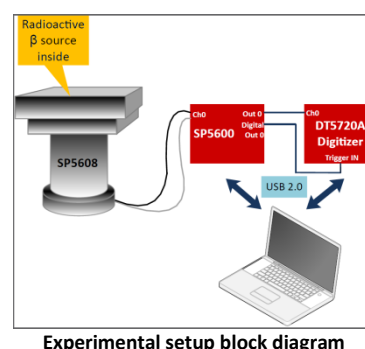 Radioactive
β source
inside
SP5608
Ch0
Out 0
SP5600
Digital
Out 0
Ch0
DT5720A
Digitizer
Trigger IN
USB 2.0
Experimental setup block diagram